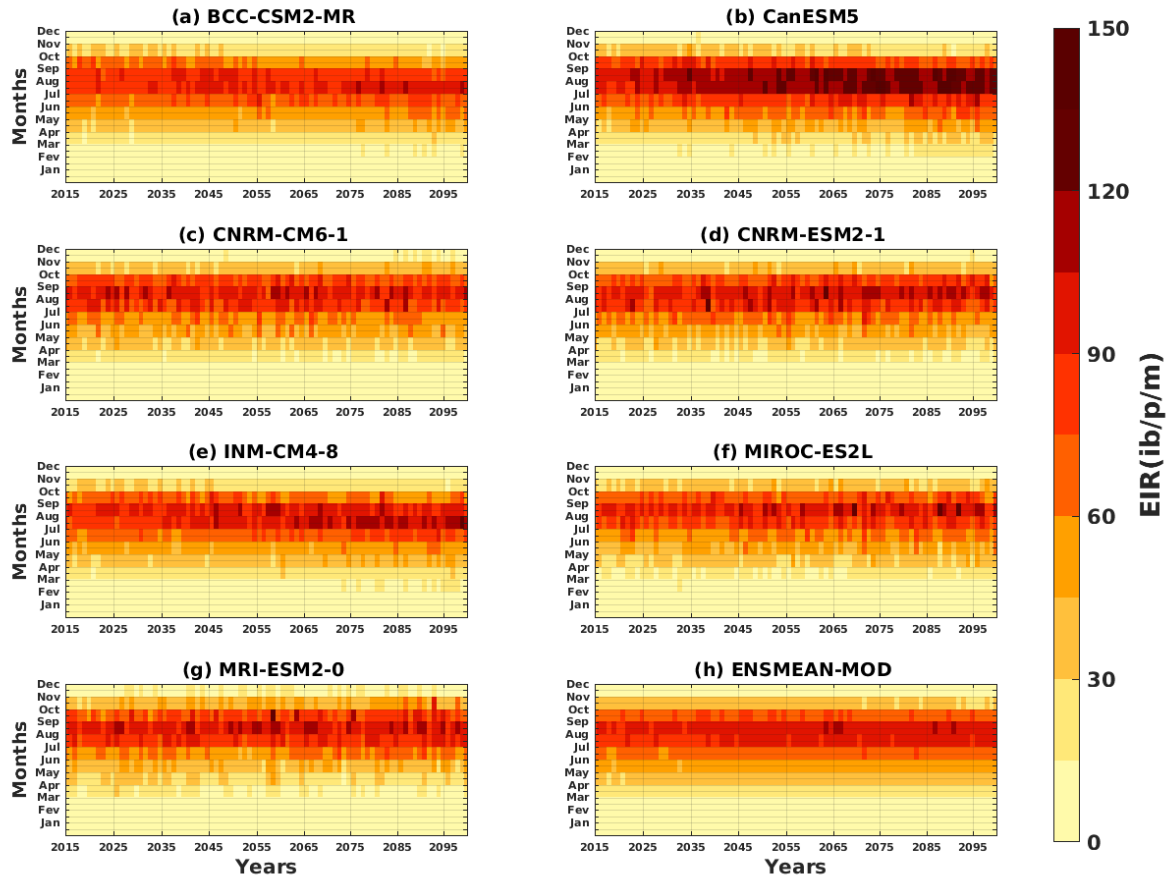 (a) BCC-CSM2-MR
(b) CanESM5
Months
Dec
Nov
Oct
Sep
Aug
Jul
Jun
May
Apr
Mar
Fev
Jan
2015 2025 2035 2045 2055 2065 2075 2085 2095
Dec
Nov
Oct
Sep
Aug
Jul
Jun
May
Apr
Mar
Fev
Jan
2015 2025 2035 2045 2055 2065 2075 2085 2095
(c) CNRM-CM6-1
(d) CNRM-ESM2-1
Months
Dec
Nov
Oct
Sep
Aug
Jul
Jun
May
Apr
Mar
Fev
Jan
2015 2025 2035 2045 2055 2065 2075 2085 2095
Dec
Nov
Oct
Sep
Aug
Jul
Jun
May
Apr
Mar
Fev
Jan
2015 2025 2035 2045 2055 2065 2075 2085 2095
(e) INM-CM4-8
(f) MIROC-ES2L
Months
Dec
Nov
Oct
Sep
Aug
Jul
Jun
May
Apr
Mar
Fev
Jan
2015 2025 2035 2045 2055 2065 2075 2085 2095
Dec
Nov
Oct
Sep
Aug
Jul
Jun
May
Apr
Mar
Fev
Jan
2015 2025 2035 2045 2055 2065 2075 2085 2095
(g) MRI-ESM2-0
(h) ENSMEAN-MOD
Months
Dec
Nov
Oct
Sep
Aug
Jul
Jun
May
Apr
Mar
Fev
Jan
2015 2025 2035 2045 2055 2065 2075 2085 2095
Years
Dec
Nov
Oct
Sep
Aug
Jul
Jun
May
Apr
Mar
Fev
Jan
2015 2025 2035 2045 2055 2065 2075 2085 2095
Years
150
120
90
60
30
0
EIR(ib/p/m)